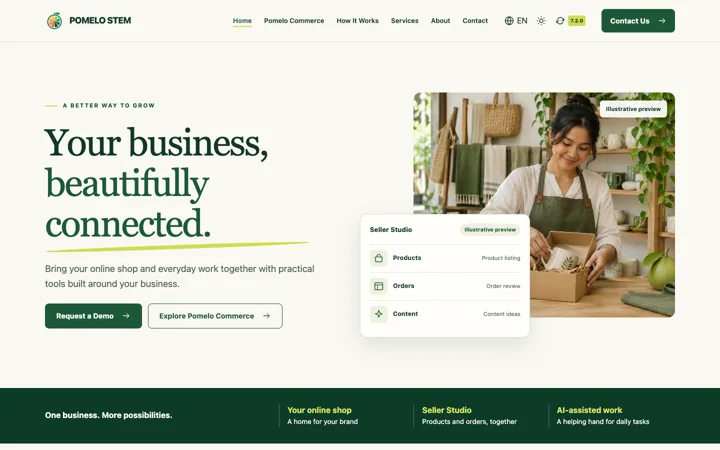 POMELO STEM
Home
Pomelo Commerce
How It Works
Services
About
Contact
EN
7.3.0
Contact Us
A BETTER WAY TO GROW
Your business,
beautifully
connected.
Bring your online shop and everyday work together with practical
tools built around your business.
Request a Demo
Explore Pomelo Commerce
Illustrative preview
Seller Studio
Illustrative preview
Products
Product listing
Orders
Order review
Content
Content ideas
One business. More possibilities.
Your online shop
A home for your brand
Seller Studio
Products and orders, together
AI-assisted work
A helping hand for daily tasks